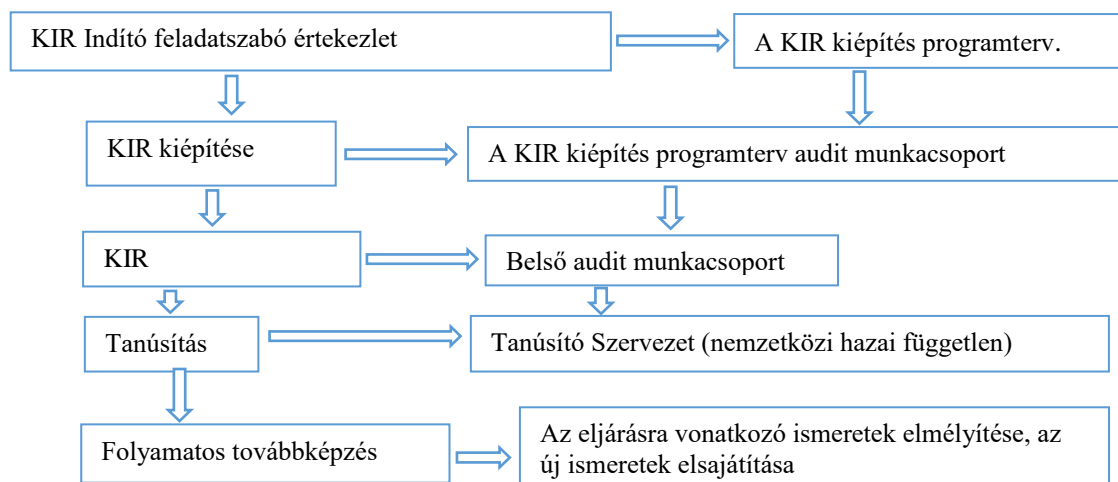 KIR Indító feladatszabó értekezlet
A KIR kiépítés programterv.
KIR kiépítése
A KIR kiépítés programterv audit munkacsoport
KIR
Belső audit munkacsoport
Tanúsítás
Tanúsító Szervezet (nemzetközi hazai független)
Folyamatos továbbképzés
Az eljárásra vonatkozó ismeretek elmélyítése, az
új ismeretek elsajátítása